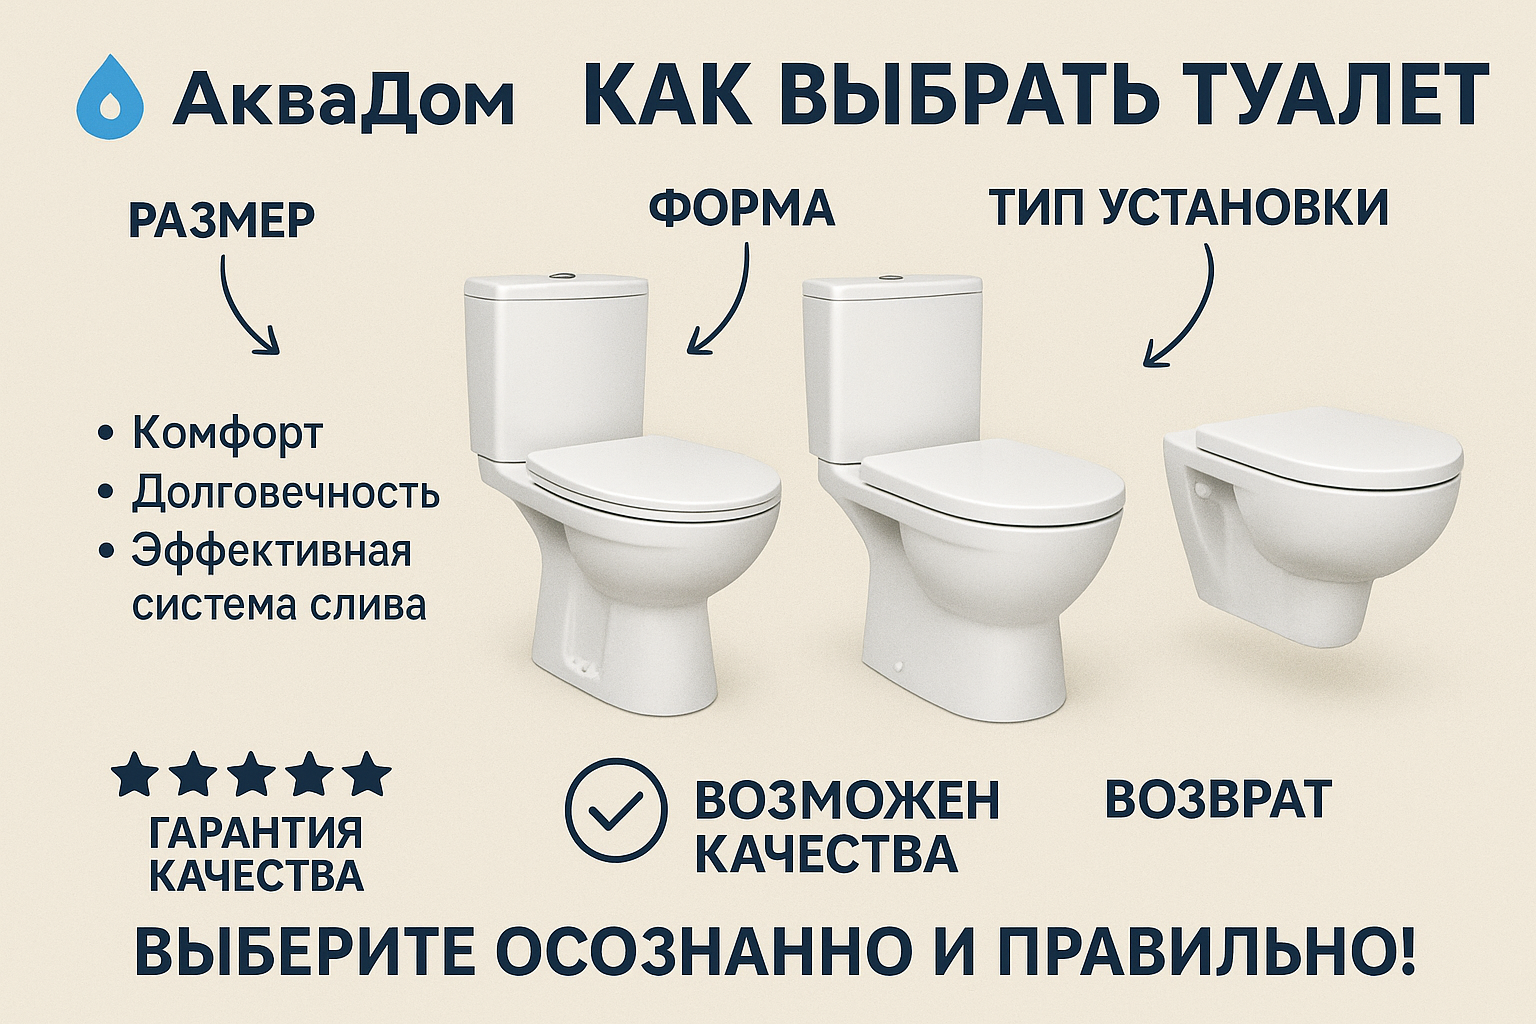 АкваДом
КАК ВЫБРАТЬ ТУАЛЕТ
РАЗМЕР
ФОРМА
ТИП УСТАНОВКИ
• Комфорт
• Долговечность
• Эффективная
система слива
ГАРАНТИЯ
КАЧЕСТВА
ВОЗМОЖЕН
КАЧЕСТВА
ВОЗВРАТ
ВЫБЕРИТЕ ОСОЗНАННО И ПРАВИЛЬНО!